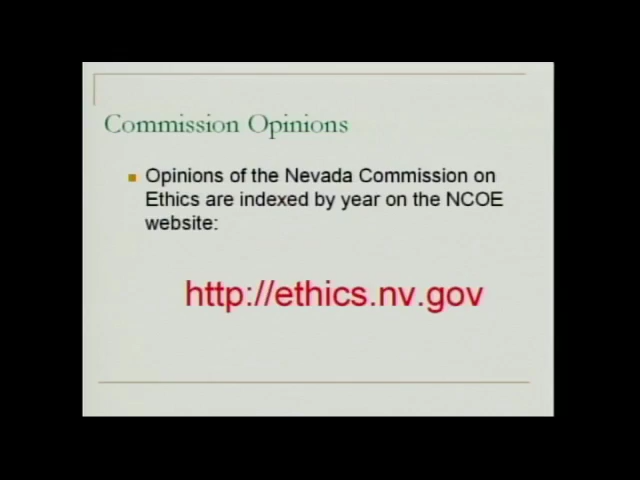 Commission Opinions
Opinions of the Nevada Commission on
Ethics are indexed by year on the NCOE
website:
http://ethics.nv.gov